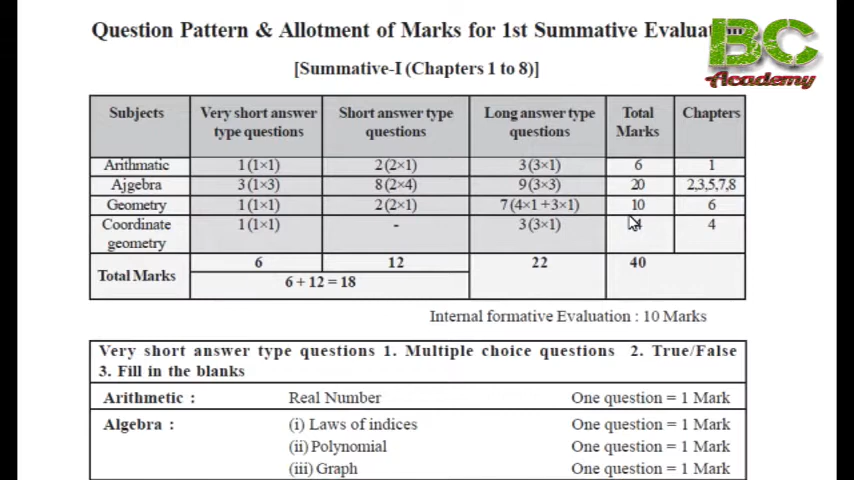 Question Pattern & Allotment of Marks for 1st Summative
BC
Academy
[Summative-I (Chapters 1 to 8)]
Subjects Very short answer type questions Short answer type questions Long answer type questions Total Marks Chapters
Arithmatic 1 (1×1) 2 (2×1) 3 (3×1) 6 1
Ajgebra 3 (1×3) 8 (2×4) 9 (3×3) 20 2,3,5,7,8
Geometry 1 (1×1) 2 (2×1) 7 (4×1 +3×1) 10 6
Coordinate geometry 1 (1×1) - 3 (3×1) 4 4
Total Marks 6 12 22 40
6 + 12 = 18
Internal formative Evaluation : 10 Marks
Very short answer type questions 1. Multiple choice questions 2. True/False
3. Fill in the blanks
Arithmetic : Real Number One question = 1 Mark
Algebra : (i) Laws of indices One question = 1 Mark
(ii) Polynomial One question = 1 Mark
(iii) Graph One question = 1 Mark